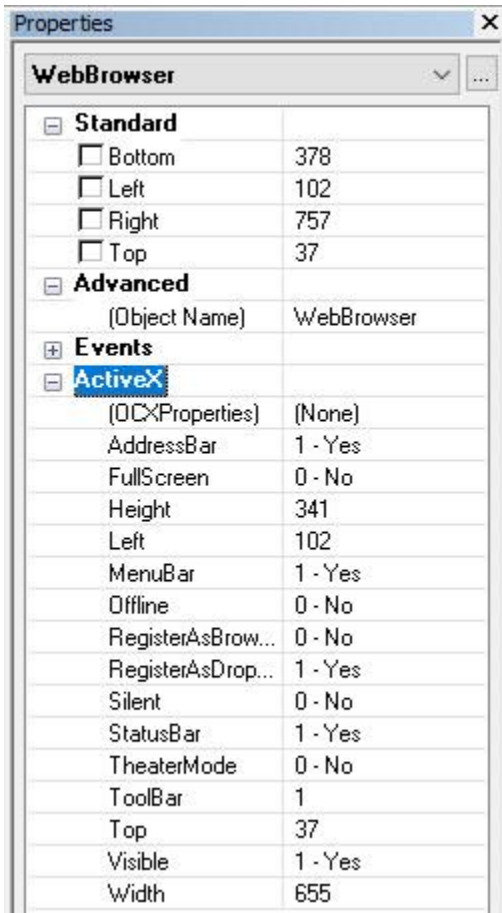 Properties
WebBrowser
...
Standard
Bottom 378
Left 102
Right 757
Top 37
Advanced
(Object Name) WebBrowser
Events
ActiveX
(OCXProperties) (None)
AddressBar 1 - Yes
FullScreen 0 - No
Height 341
Left 102
MenuBar 1 - Yes
Offline 0 - No
RegisterAsBrow... 0 - No
RegisterAsDrop... 1 - Yes
Silent 0 - No
StatusBar 1 - Yes
TheaterMode 0 - No
ToolBar 1
Top 37
Visible 1 - Yes
Width 655